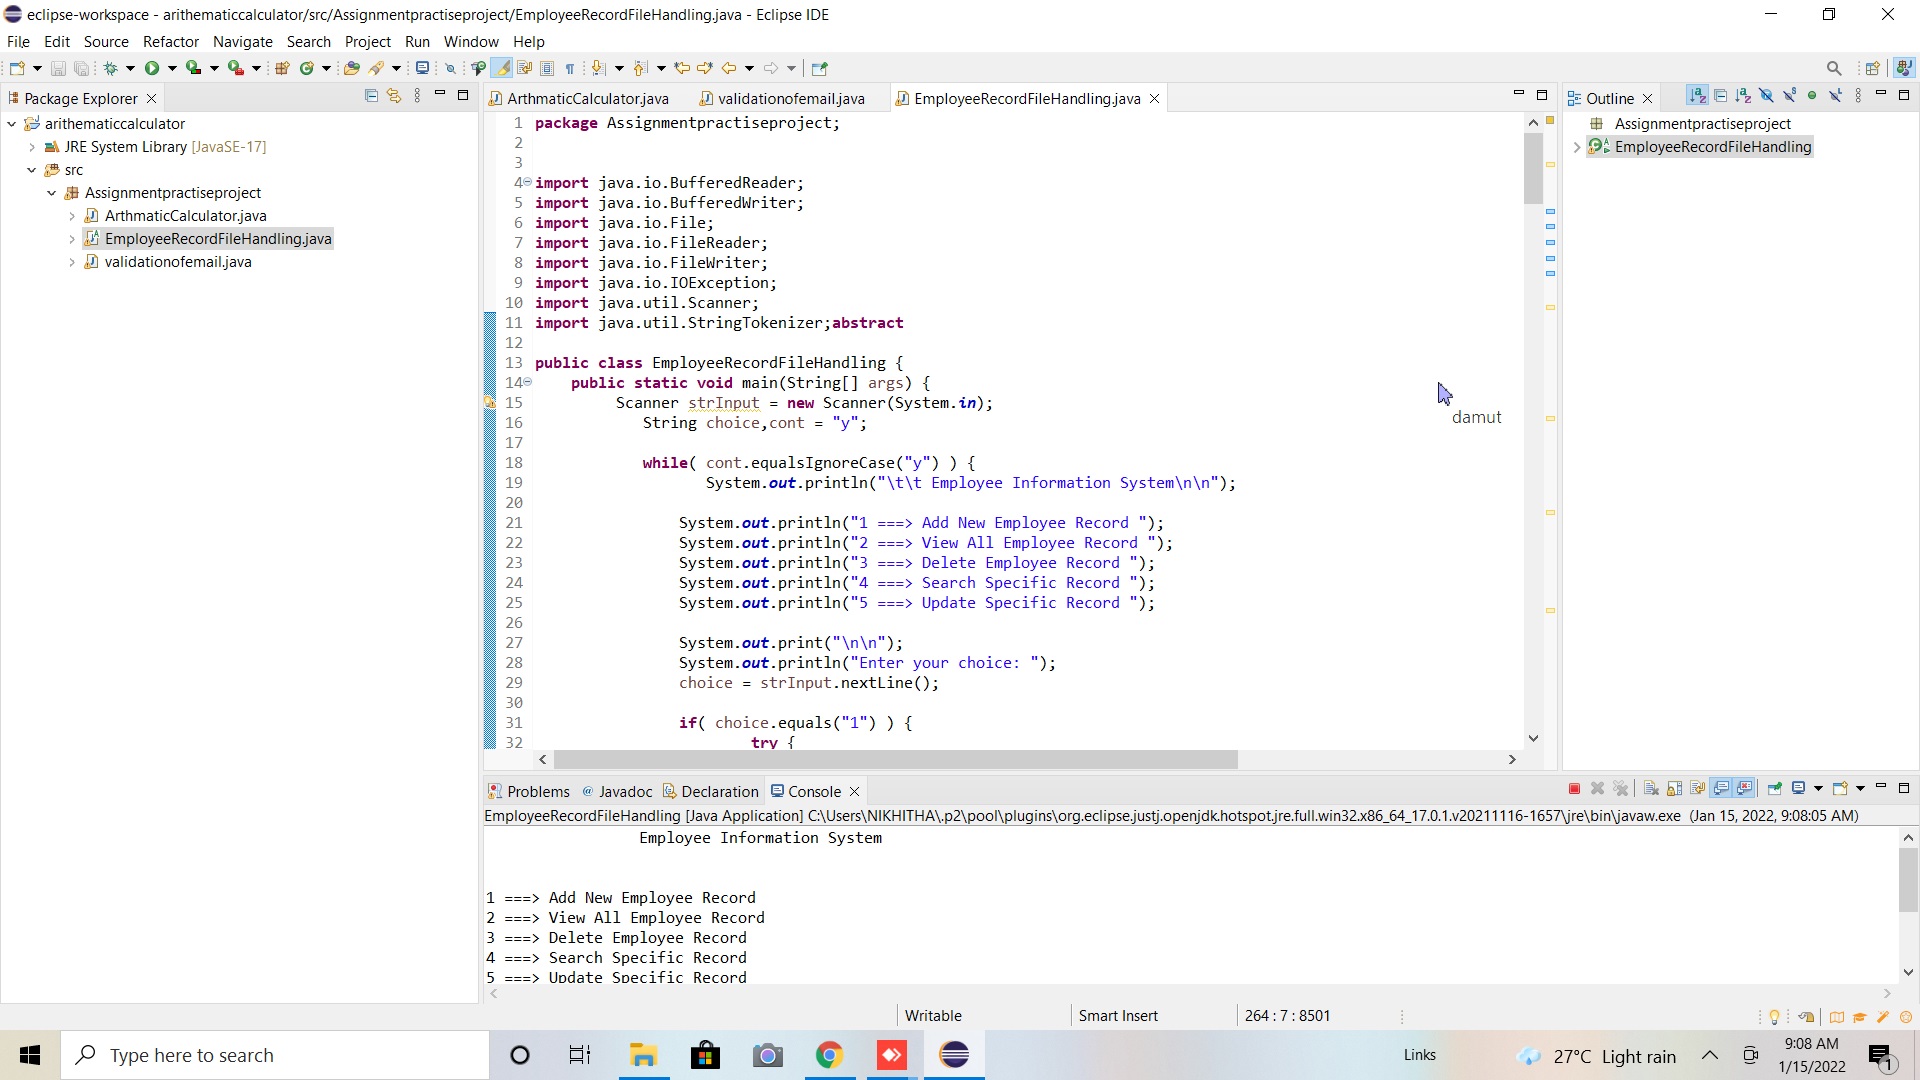 eclipse-workspace - arithematiccalculator/src/Assignmentpractiseproject/EmployeeRecordFileHandling.java - Eclipse IDE
File Edit Source Refactor Navigate Search Project Run Window Help
Package Explorer
ArthmaticCalculator.java validationofemail.java EmployeeRecordFileHandling.java
Outline
arithematiccalculator
JRE System Library [JavaSE-17]
src
Assignmentpractiseproject
ArthmaticCalculator.java
EmployeeRecordFileHandling.java
validationofemail.java
1 package Assignmentpractiseproject;
2
3
4 import java.io.BufferedReader;
5 import java.io.BufferedWriter;
6 import java.io.File;
7 import java.io.FileReader;
8 import java.io.FileWriter;
9 import java.io.IOException;
10 import java.util.Scanner;
11 import java.util.StringTokenizer;abstract
12
13 public class EmployeeRecordFileHandling {
14 public static void main(String[] args) {
15 Scanner strInput = new Scanner(System.in);
16 String choice,cont = "y";
17
18 while( cont.equalsIgnoreCase("y") ) {
19 System.out.println("\t\t Employee Information System\n\n");
20
21 System.out.println("1 ===> Add New Employee Record ");
22 System.out.println("2 ===> View All Employee Record ");
23 System.out.println("3 ===> Delete Employee Record ");
24 System.out.println("4 ===> Search Specific Record ");
25 System.out.println("5 ===> Update Specific Record ");
26
27 System.out.print("\n\n");
28 System.out.println("Enter your choice: ");
29 choice = strInput.nextLine();
30
31 if( choice.equals("1") ) {
32 try {
damut
Assignmentpractiseproject
EmployeeRecordFileHandling
Problems @ Javadoc Declaration Console
EmployeeRecordFileHandling [Java Application] C:\Users\NIKHITHA\.p2\pool\plugins\org.eclipse.justj.openjdk.hotspot.jre.full.win32.x86_64_17.0.1.v20211116-1657\jre\bin\javaw.exe (Jan 15, 2022, 9:08:05 AM)
Employee Information System
1 ===> Add New Employee Record
2 ===> View All Employee Record
3 ===> Delete Employee Record
4 ===> Search Specific Record
5 ===> Update Specific Record
Writable Smart Insert 264 : 7 : 8501
Type here to search
Links
27°C Light rain
9:08 AM
1/15/2022
1